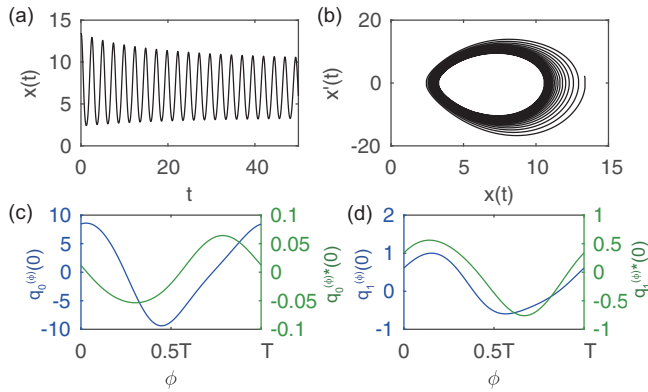 (a)
15
10
5
0
x(t)
0
20
40
t
(b)
20
0
-20
x'(t)
0
5
10
15
x(t)
(c)
10
5
0
-5
-10
q₀⁽ᶲ⁾(0)
0.1
0.05
0
-0.05
-0.1
q₀⁽ᶲ⁾*(0)
0
0.5T
T
ϕ
(d)
2
1
0
-1
q₁⁽ᶲ⁾(0)
1
0.5
0
-0.5
-1
q₁⁽ᶲ⁾*(0)
0
0.5T
T
ϕ